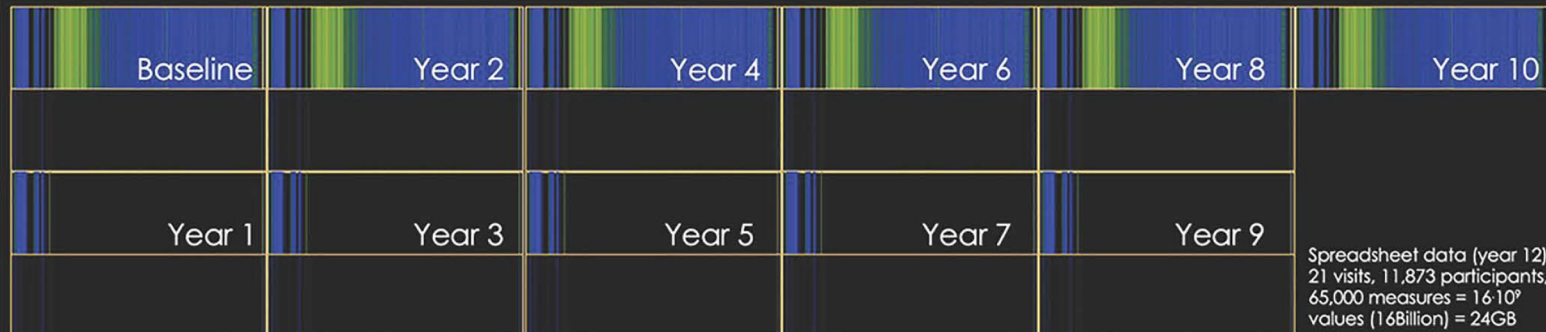 Baseline
Year 2
Year 4
Year 6
Year 8
Year 10
Year 1
Year 3
Year 5
Year 7
Year 9
Spreadsheet data (year 12)
21 visits, 11,873 participants,
65,000 measures = 16·10⁹
values (16Billion) = 24GB